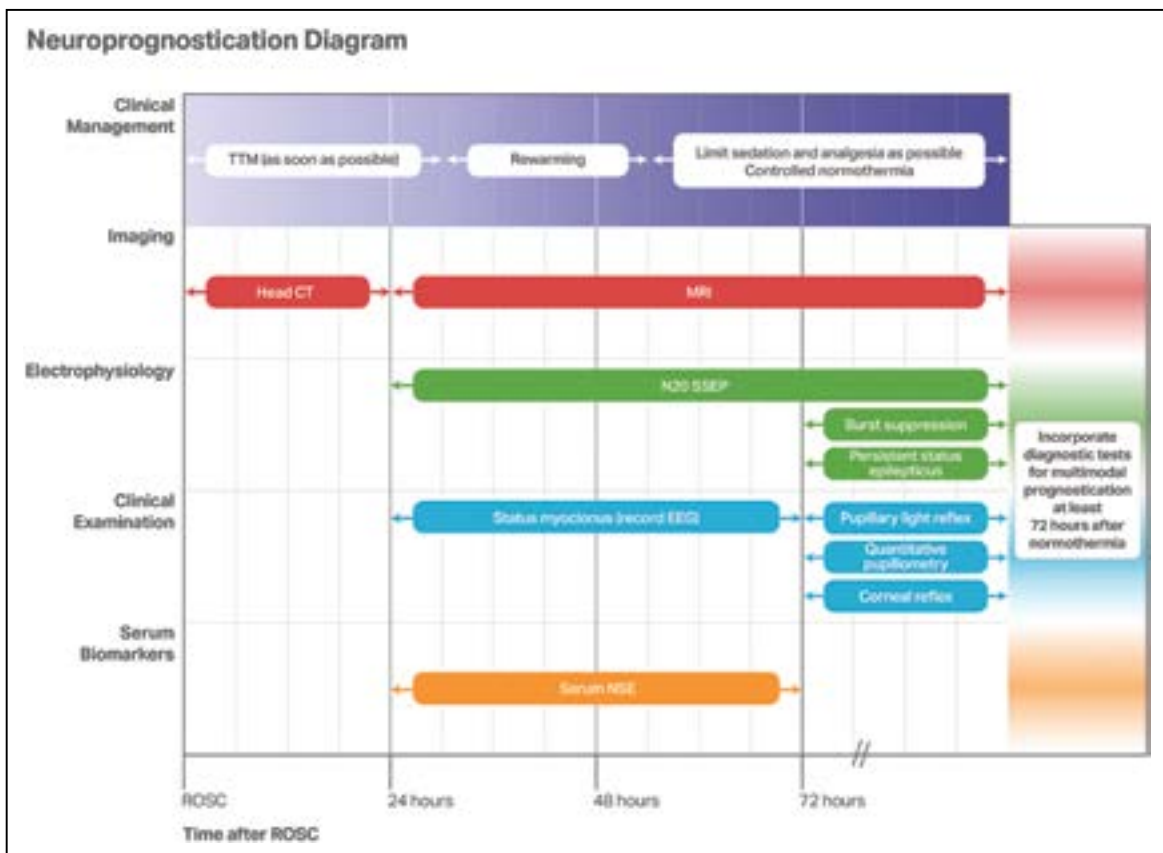 Neuroprognostication Diagram
Clinical
Management
TTM (as soon as possible)
Rewarming
Limit sedation and analgesia as possible
Controlled normothermia
Imaging
Head CT
MRI
Electrophysiology
N20 SSEP
Burst suppression
Persistent status
epilepticus
Clinical
Examination
Status myoclonus (record EEG)
Pupillary light reflex
Quantitative
pupillometry
Corneal reflex
Serum
Biomarkers
Serum NSE
Incorporate
diagnostic tests
for multimodal
prognostication
at least
72 hours after
normothermia
ROSC
24 hours
48 hours
72 hours
Time after ROSC